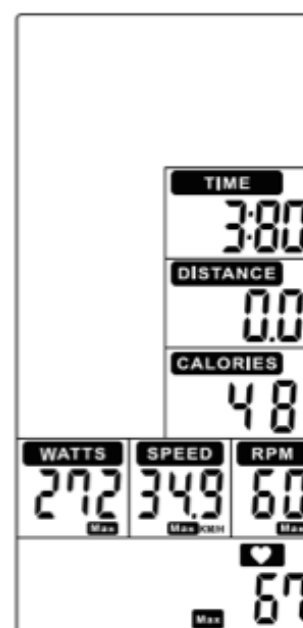 TIME
3:80
DISTANCE
0.0
CALORIES
48
WATTS SPEED RPM
272 34.9 60
Max Max KMH Max
67
Max